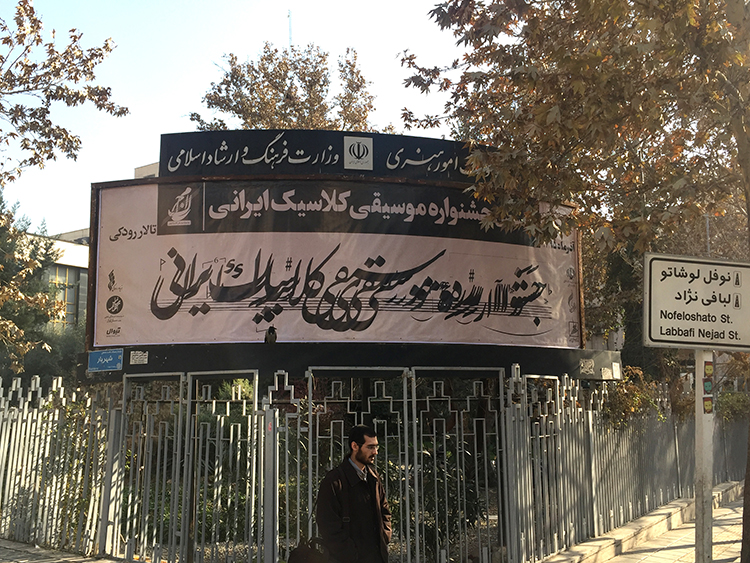 امور هنری وزارت فرهنگ و ارشاد اسلامی
جشنواره موسیقی کلاسیک ایرانی
تالار رودکی
جشنواره موسیقی کلاسیک ایرانی
شهریار
نوفل لوشاتو
لبافی نژاد
Nofeloshato St.
Labbafi Nejad St.